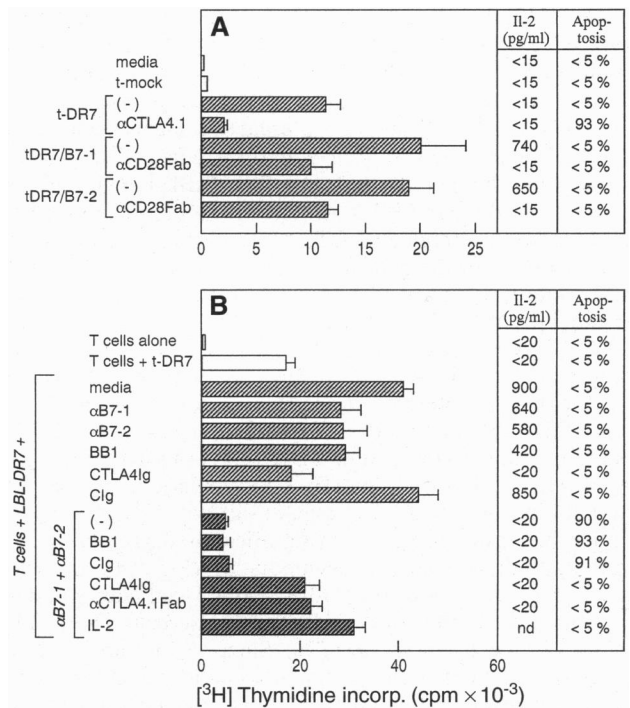 A Il-2 Apop-
(pg/ml) tosis
media <15 < 5 %
t-mock <15 < 5 %
t-DR7 (-) <15 < 5 %
αCTLA4.1 <15 93 %
tDR7/B7-1 (-) 740 < 5 %
αCD28Fab <15 < 5 %
tDR7/B7-2 (-) 650 < 5 %
αCD28Fab <15 < 5 %
0 5 10 15 20 25
B Il-2 Apop-
(pg/ml) tosis
T cells alone <20 < 5 %
T cells + t-DR7 <20 < 5 %
T cells + LBL-DR7 +
media 900 < 5 %
αB7-1 640 < 5 %
αB7-2 580 < 5 %
BB1 420 < 5 %
CTLA4Ig <20 < 5 %
CIg 850 < 5 %
αB7-1 + αB7-2
(-) <20 90 %
BB1 <20 93 %
CIg <20 91 %
CTLA4Ig <20 < 5 %
αCTLA4.1Fab <20 < 5 %
IL-2 nd < 5 %
0 20 40 60
[³H] Thymidine incorp. (cpm × 10⁻³)